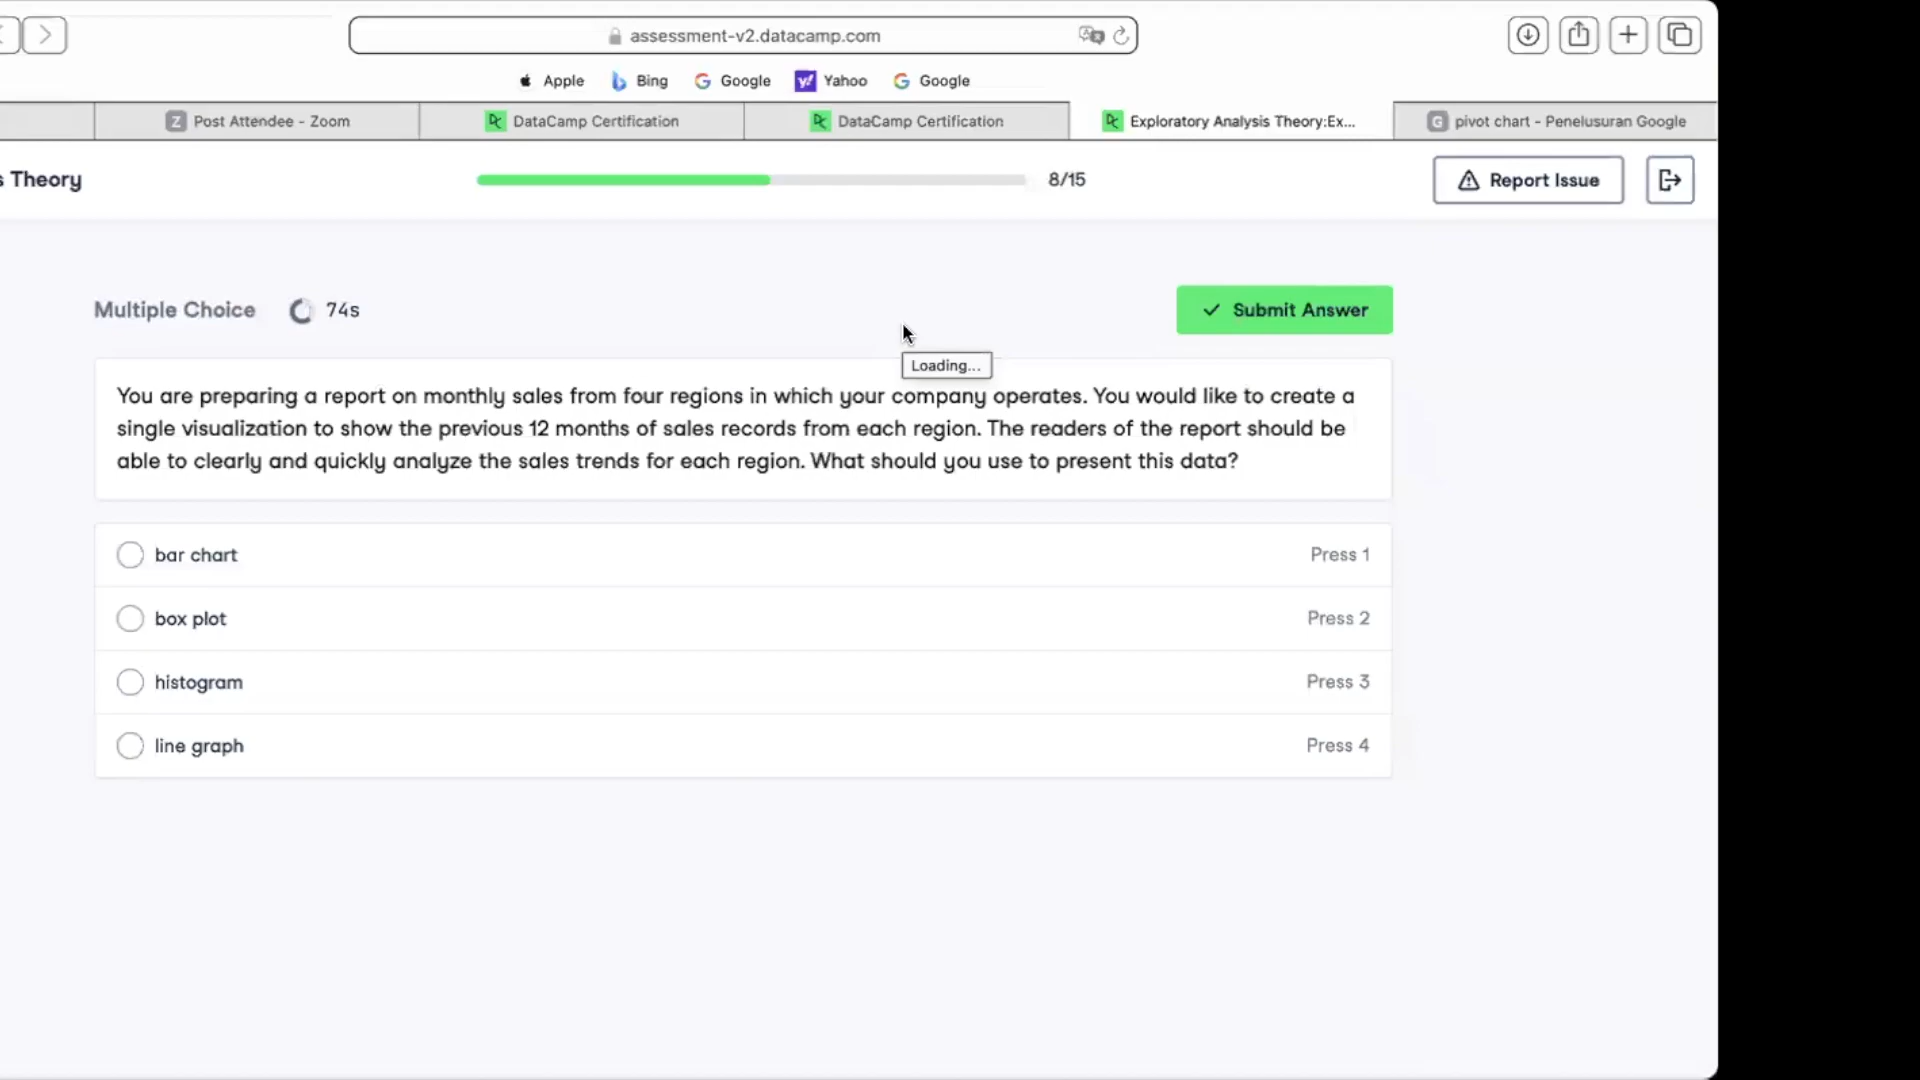 assessment-v2.datacamp.com
Apple Bing Google Yahoo Google
Post Attendee - Zoom DataCamp Certification DataCamp Certification Exploratory Analysis Theory:Ex... pivot chart - Penelusuran Google
s Theory 8/15 Report Issue
Multiple Choice 74s Submit Answer
Loading...
You are preparing a report on monthly sales from four regions in which your company operates. You would like to create a
single visualization to show the previous 12 months of sales records from each region. The readers of the report should be
able to clearly and quickly analyze the sales trends for each region. What should you use to present this data?
bar chart Press 1
box plot Press 2
histogram Press 3
line graph Press 4